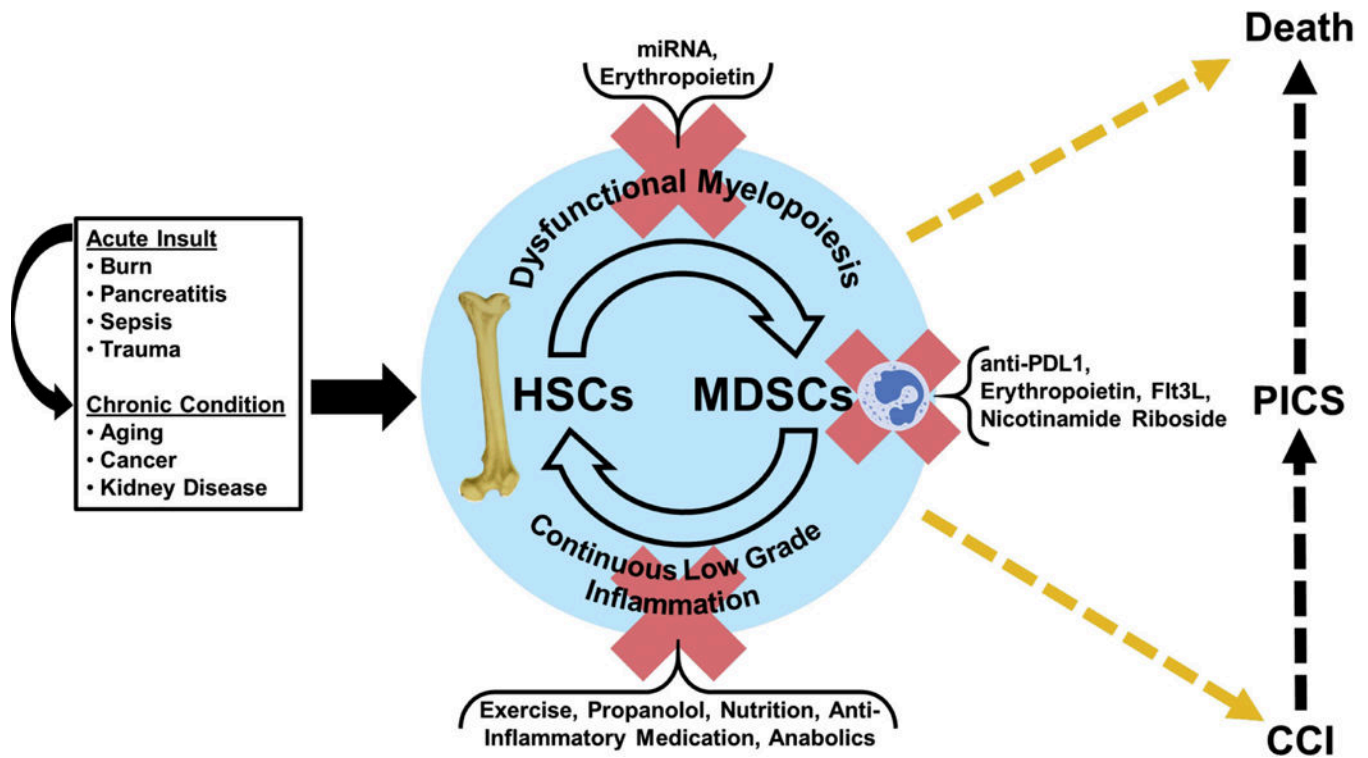 miRNA,
Erythropoietin
Death
Dysfunctional Myelopoiesis
Acute Insult
• Burn
• Pancreatitis
• Sepsis
• Trauma
Chronic Condition
• Aging
• Cancer
• Kidney Disease
HSCs
MDSCs
anti-PDL1,
Erythropoietin, Flt3L,
Nicotinamide Riboside
PICS
Continuous Low Grade
Inflammation
Exercise, Propanolol, Nutrition, Anti-
Inflammatory Medication, Anabolics
CCI